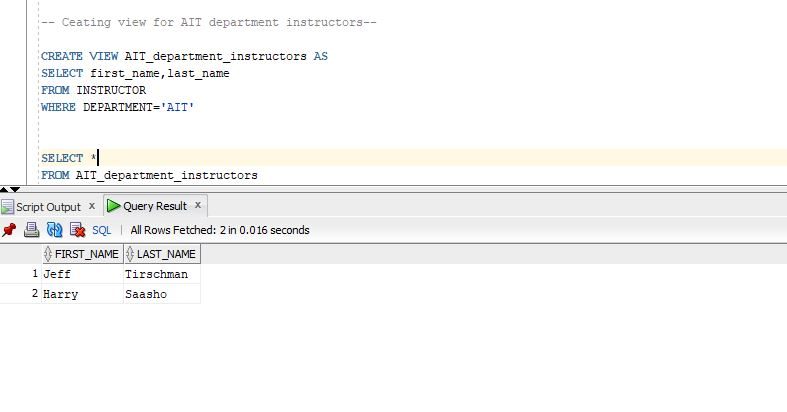 -- Ceating view for AIT department instructors--
CREATE VIEW AIT_department_instructors AS
SELECT first_name,last_name
FROM INSTRUCTOR
WHERE DEPARTMENT='AIT'
SELECT *
FROM AIT_department_instructors
Script Output x Query Result x
SQL | All Rows Fetched: 2 in 0.016 seconds
FIRST_NAME LAST_NAME
1 Jeff Tirschman
2 Harry Saasho